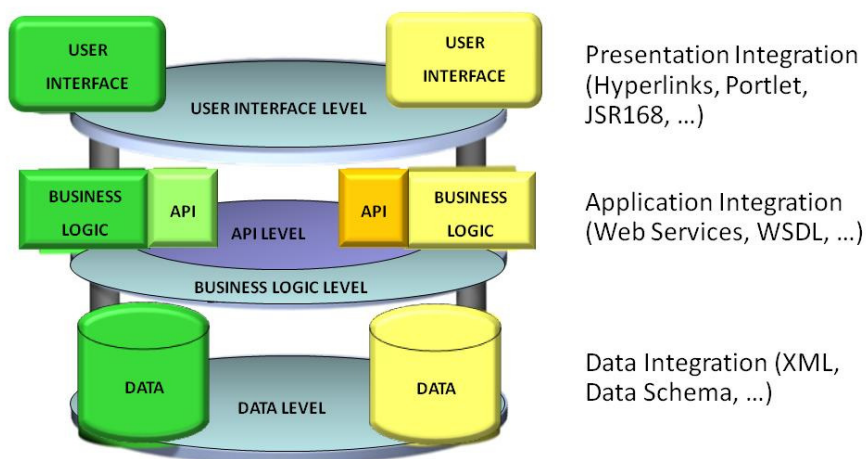 USER
INTERFACE
USER
INTERFACE
USER INTERFACE LEVEL
Presentation Integration
(Hyperlinks, Portlet,
JSR168, ...)
BUSINESS
LOGIC
API
API
BUSINESS
LOGIC
API LEVEL
BUSINESS LOGIC LEVEL
Application Integration
(Web Services, WSDL, ...)
DATA
DATA
DATA LEVEL
Data Integration (XML,
Data Schema, ...)